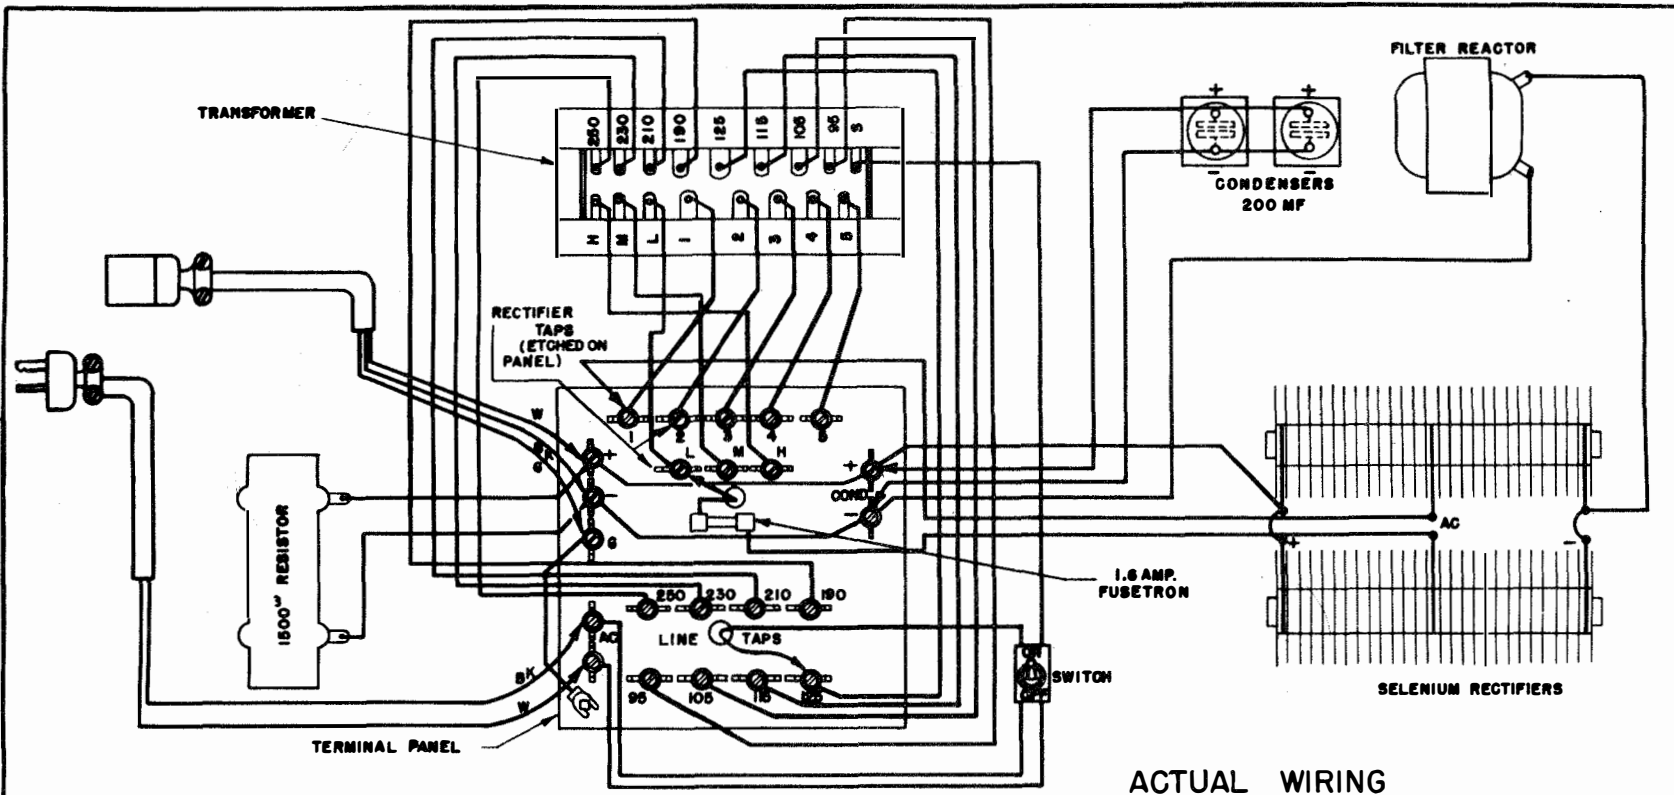 FILTER REACTOR
TRANSFORMER
250 230 210 190 125 115 105 95 S
+ +
- -
CONDENSERS
200 MF
H M L 1 2 3 4 5
RECTIFIER
TAPS
(ETCHED ON
PANEL)
W
BK
G
1 2 3 4 5
L M H
+
-
G
+
COND
-
AC
+ -
1500ω RESISTOR
1.6 AMP.
FUSETRON
250 230 210 190
AC
LINE TAPS
BK
W
95 105 115 125
ON
OFF
SWITCH
SELENIUM RECTIFIERS
TERMINAL PANEL
ACTUAL WIRING